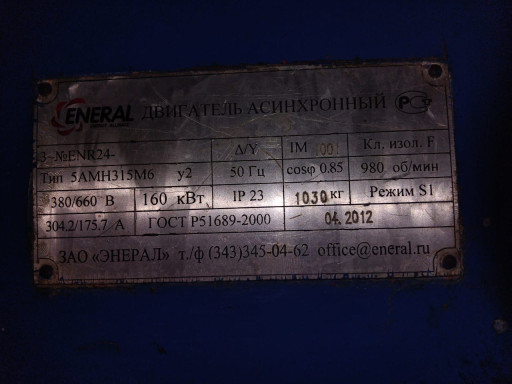 ENERAL ДВИГАТЕЛЬ АСИНХРОННЫЙ РСТ
3~№ENR24- Δ/Y IM 1001 Кл. изол. F
Тип 5АМН315М6 у2 50 Гц cosφ 0.85 980 об/мин
380/660 В 160 кВт IP 23 1030 кг Режим S1
304.2/175.7 А ГОСТ Р51689-2000 04.2012
ЗАО «ЭНЕРАЛ» т./ф (343)345-04-62 office@eneral.ru